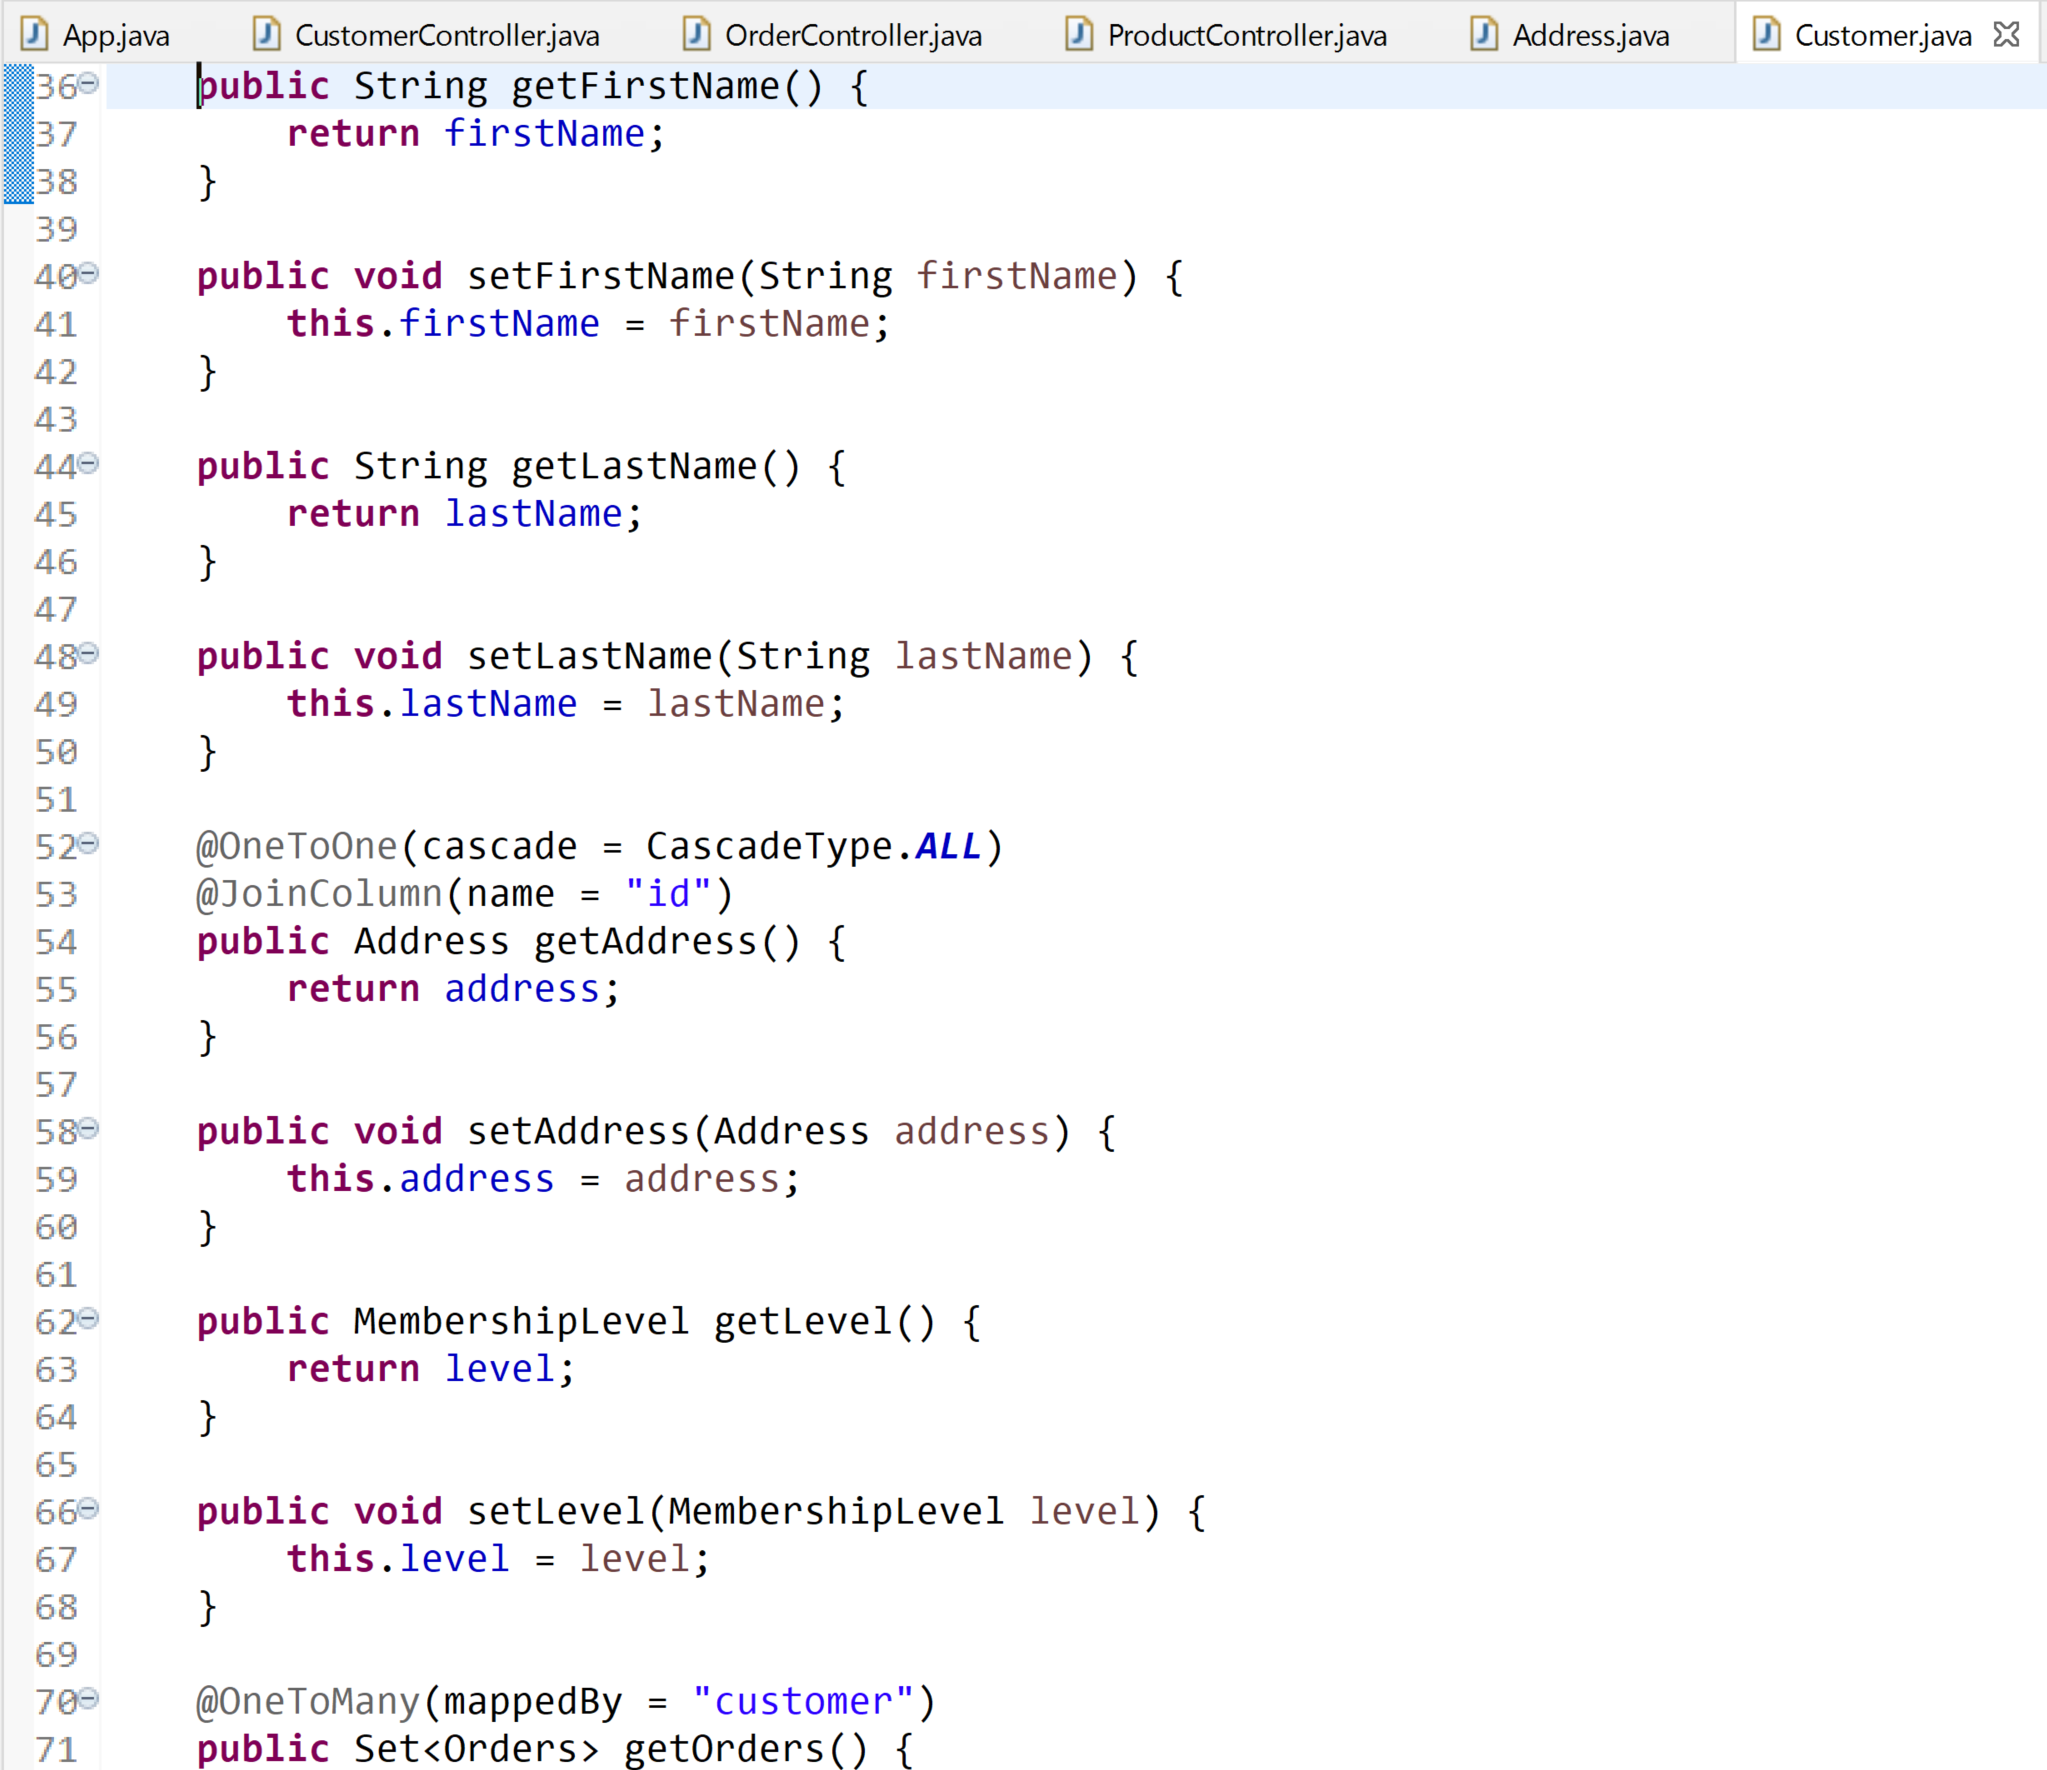 App.java CustomerController.java OrderController.java ProductController.java Address.java Customer.java
36 public String getFirstName() {
37 return firstName;
38 }
39
40 public void setFirstName(String firstName) {
41 this.firstName = firstName;
42 }
43
44 public String getLastName() {
45 return lastName;
46 }
47
48 public void setLastName(String lastName) {
49 this.lastName = lastName;
50 }
51
52 @OneToOne(cascade = CascadeType.ALL)
53 @JoinColumn(name = "id")
54 public Address getAddress() {
55 return address;
56 }
57
58 public void setAddress(Address address) {
59 this.address = address;
60 }
61
62 public MembershipLevel getLevel() {
63 return level;
64 }
65
66 public void setLevel(MembershipLevel level) {
67 this.level = level;
68 }
69
70 @OneToMany(mappedBy = "customer")
71 public Set<Orders> getOrders() {